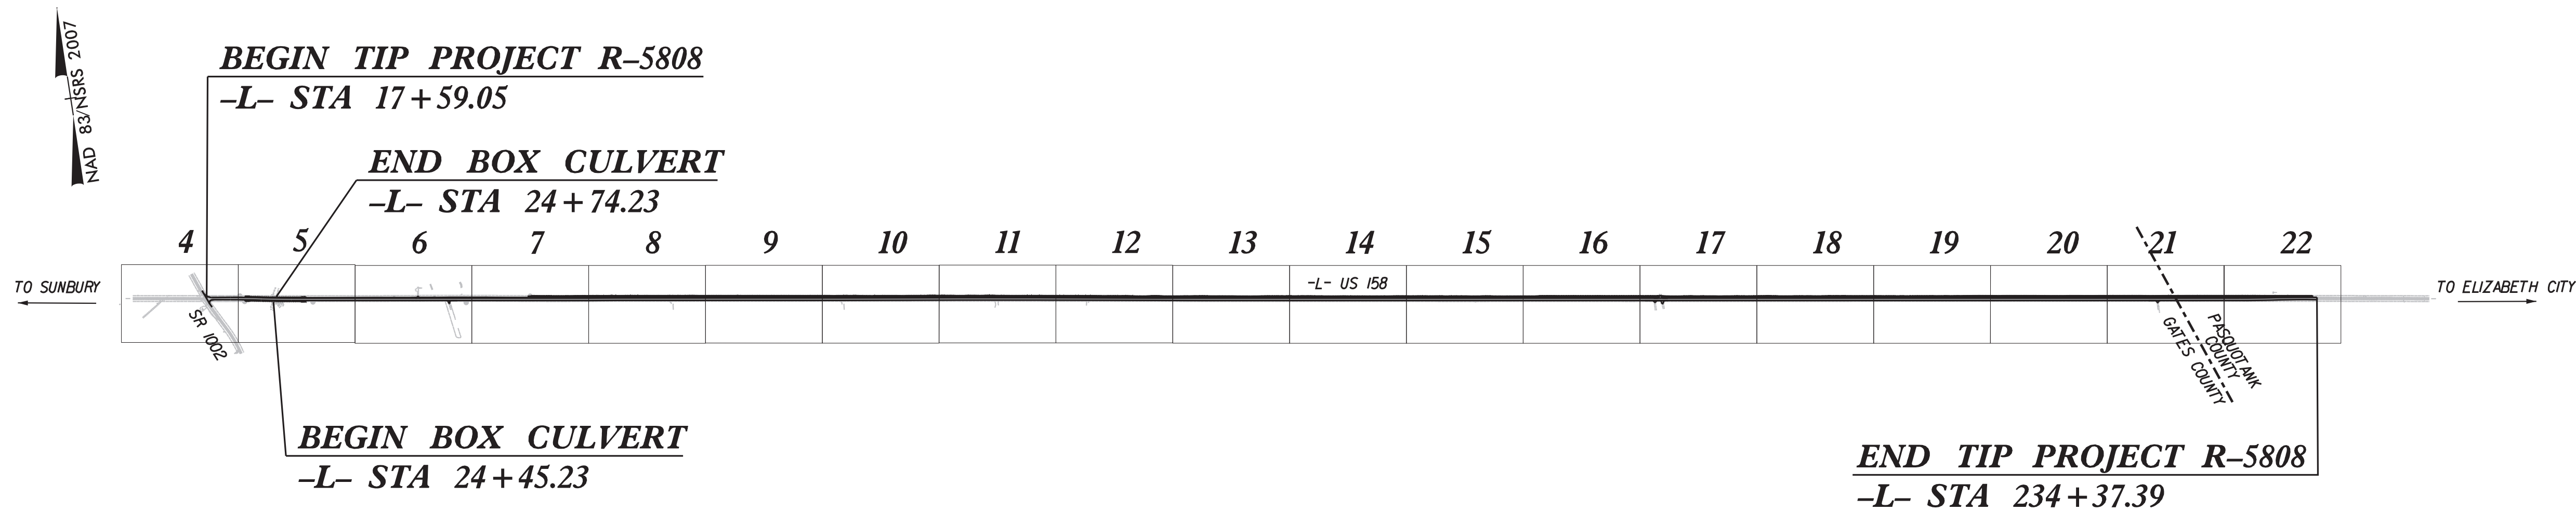 NAD 83/NSRS 2007
BEGIN TIP PROJECT R–5808
–L– STA 17+59.05
END BOX CULVERT
–L– STA 24+74.23
4 5 6 7 8 9 10 11 12 13 14 15 16 17 18 19 20 21 22
TO SUNBURY
–L– US 158
TO ELIZABETH CITY
SR 1002
GATES COUNTY
PASQUOTANK
COUNTY
BEGIN BOX CULVERT
–L– STA 24+45.23
END TIP PROJECT R–5808
–L– STA 234+37.39